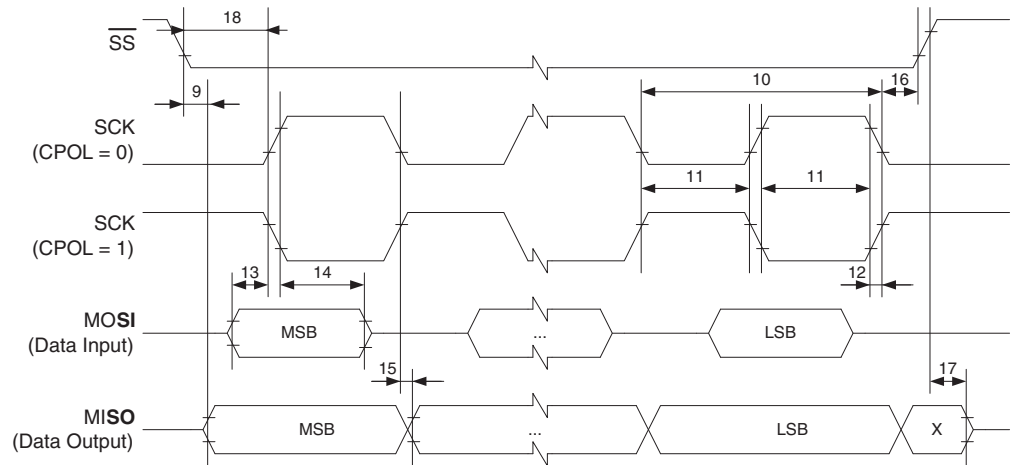 SS
18
9
10
16
SCK
(CPOL = 0)
11
11
SCK
(CPOL = 1)
13
14
12
MOSI
(Data Input)
MSB
...
LSB
15
17
MISO
(Data Output)
MSB
...
LSB
X